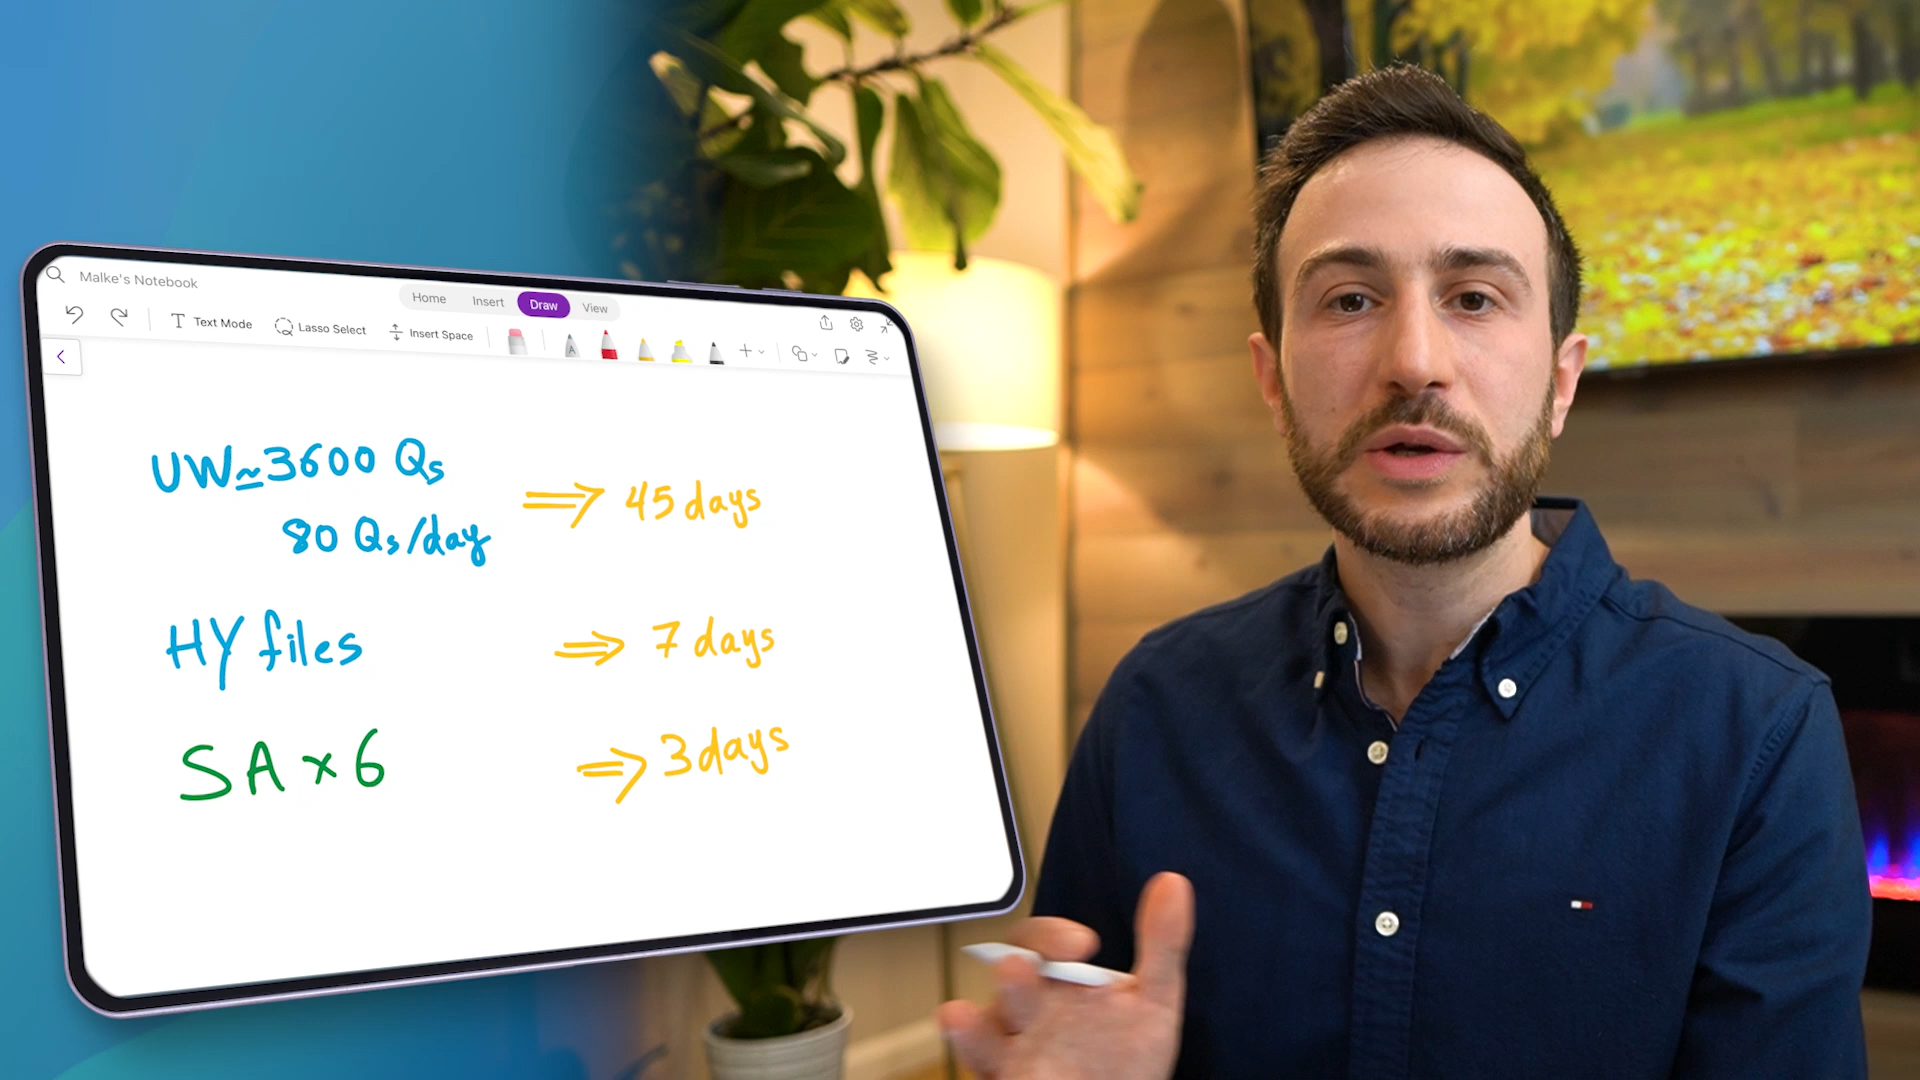 Malke's Notebook
Home Insert Draw View
Text Mode Lasso Select Insert Space
UW≃3600 Qs
80 Qs/day
⇒ 45 days
HY files ⇒ 7 days
SA x 6 ⇒ 3 days